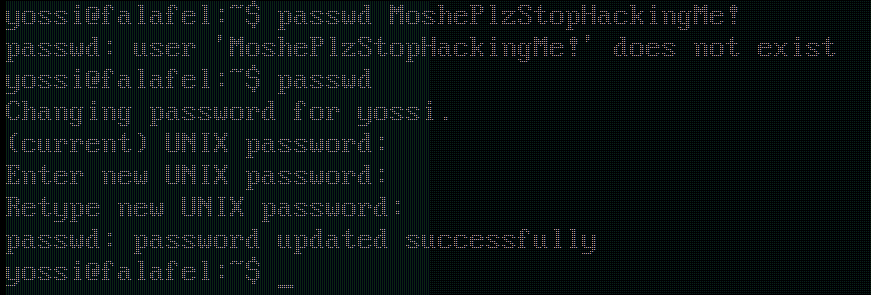 yossi@falafel:~$ passwd MoshePlzStopHackingMe!
passwd: user 'MoshePlzStopHackingMe!' does not exist
yossi@falafel:~$ passwd
Changing password for yossi.
(current) UNIX password:
Enter new UNIX password:
Retype new UNIX password:
passwd: password updated successfully
yossi@falafel:~$ _